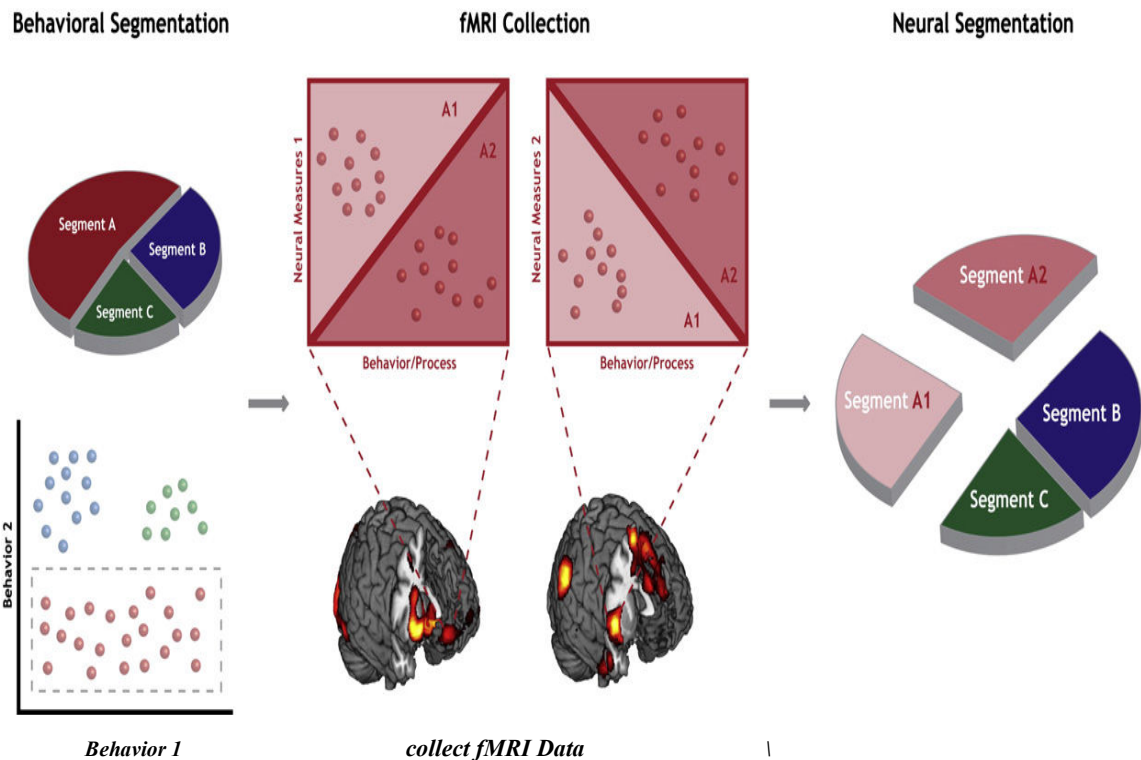 Behavioral Segmentation
fMRI Collection
Neural Segmentation
Segment A
Segment B
Segment C
Behavior 2
Behavior 1
Neural Measures 1
A1
A2
Behavior/Process
Neural Measures 2
A2
A1
Behavior/Process
collect fMRI Data
\
Segment A2
Segment A1
Segment B
Segment C